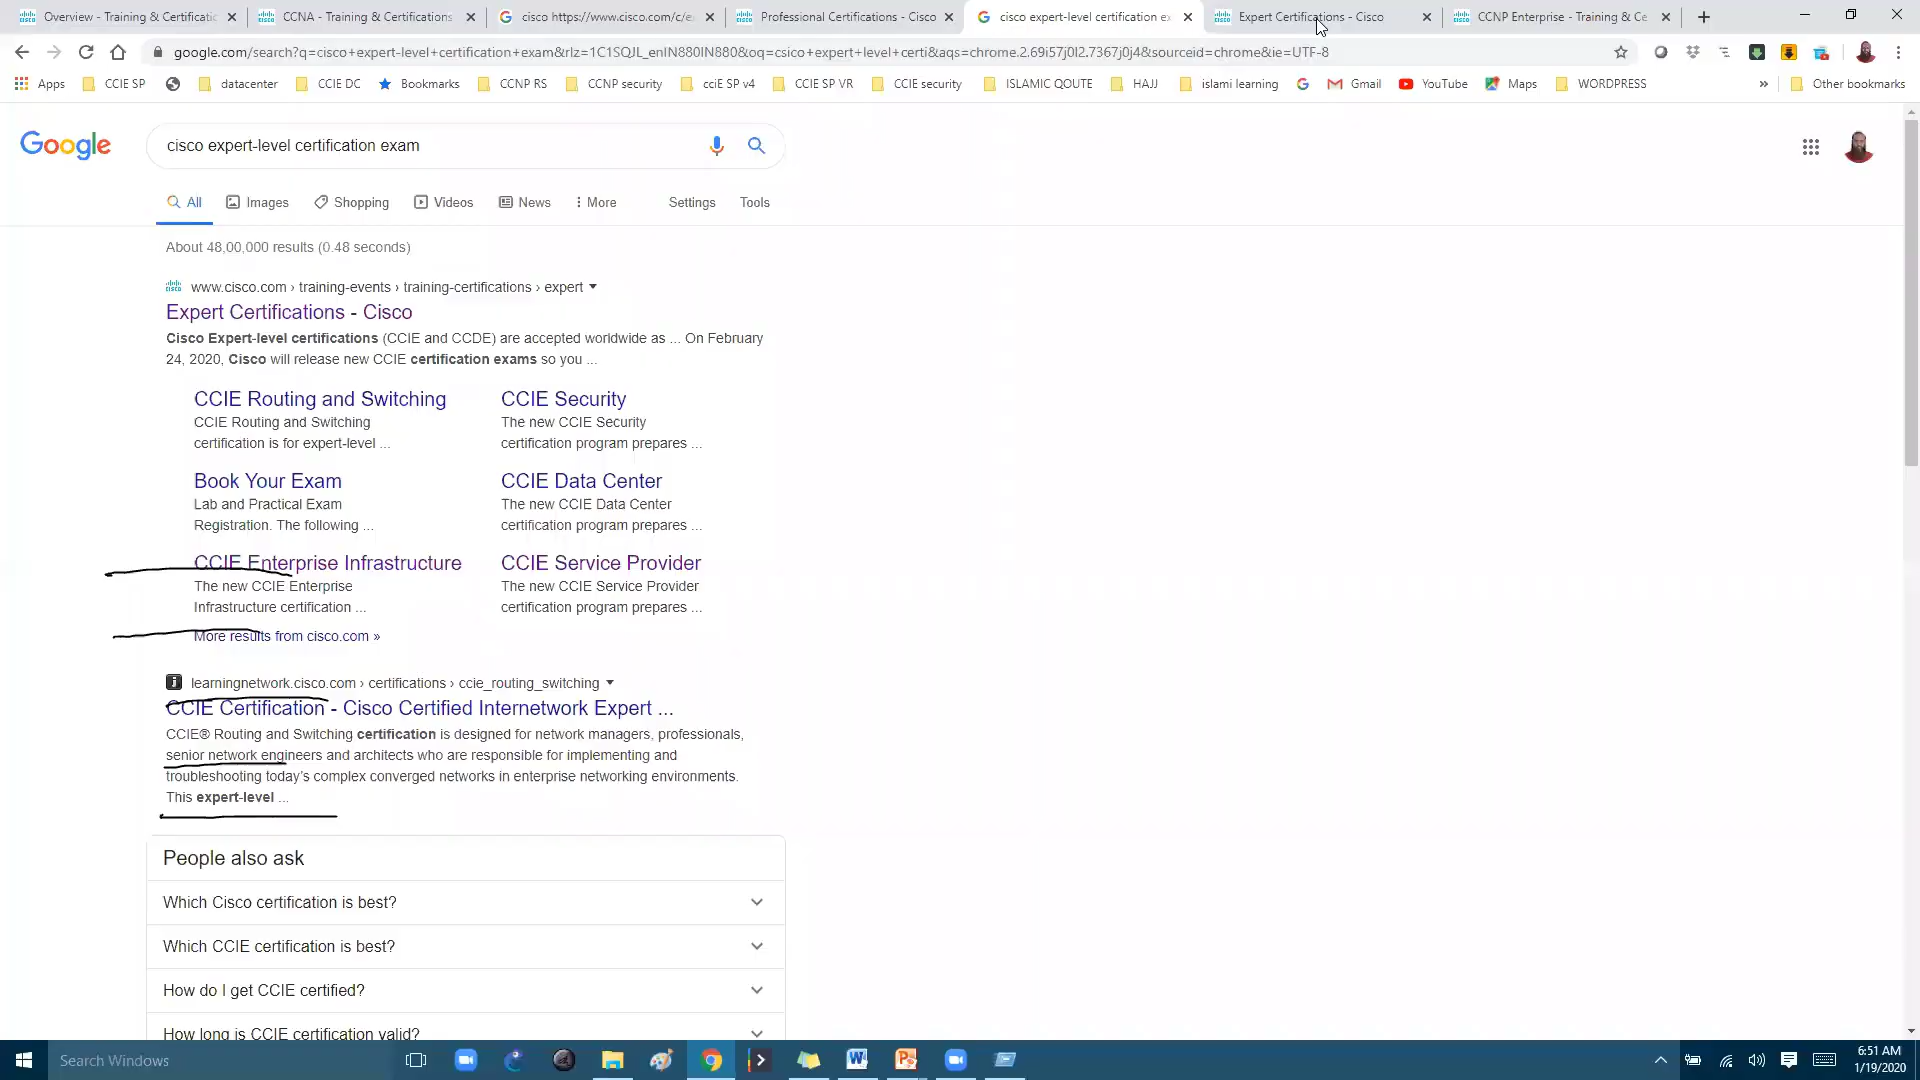 Overview - Training & Certificatic
CCNA - Training & Certifications
cisco https://www.cisco.com/c/e
Professional Certifications - Cisco
cisco expert-level certification ex
Expert Certifications - Cisco
CCNP Enterprise - Training & Ce
google.com/search?q=cisco+expert-level+certification+exam&rlz=1C1SQJL_enIN880IN880&oq=csico+expert+level+certi&aqs=chrome.2.69i57j0l2.7367j0j4&sourceid=chrome&ie=UTF-8
Apps
CCIE SP
datacenter
CCIE DC
Bookmarks
CCNP RS
CCNP security
cciE SP v4
CCIE SP VR
CCIE security
ISLAMIC QOUTE
HAJJ
islami learning
Gmail
YouTube
Maps
WORDPRESS
»
Other bookmarks
Google
cisco expert-level certification exam
All
Images
Shopping
Videos
News
More
Settings
Tools
About 48,00,000 results (0.48 seconds)
www.cisco.com › training-events › training-certifications › expert
Expert Certifications - Cisco
Cisco Expert-level certifications (CCIE and CCDE) are accepted worldwide as ... On February
24, 2020, Cisco will release new CCIE certification exams so you ...
CCIE Routing and Switching
CCIE Routing and Switching
certification is for expert-level ...
CCIE Security
The new CCIE Security
certification program prepares ...
Book Your Exam
Lab and Practical Exam
Registration. The following ...
CCIE Data Center
The new CCIE Data Center
certification program prepares ...
CCIE Enterprise Infrastructure
The new CCIE Enterprise
Infrastructure certification ...
CCIE Service Provider
The new CCIE Service Provider
certification program prepares ...
More results from cisco.com »
learningnetwork.cisco.com › certifications › ccie_routing_switching
CCIE Certification - Cisco Certified Internetwork Expert ...
CCIE® Routing and Switching certification is designed for network managers, professionals,
senior network engineers and architects who are responsible for implementing and
troubleshooting today's complex converged networks in enterprise networking environments.
This expert-level ...
People also ask
Which Cisco certification is best?
Which CCIE certification is best?
How do I get CCIE certified?
How long is CCIE certification valid?
Search Windows
6:51 AM
1/19/2020